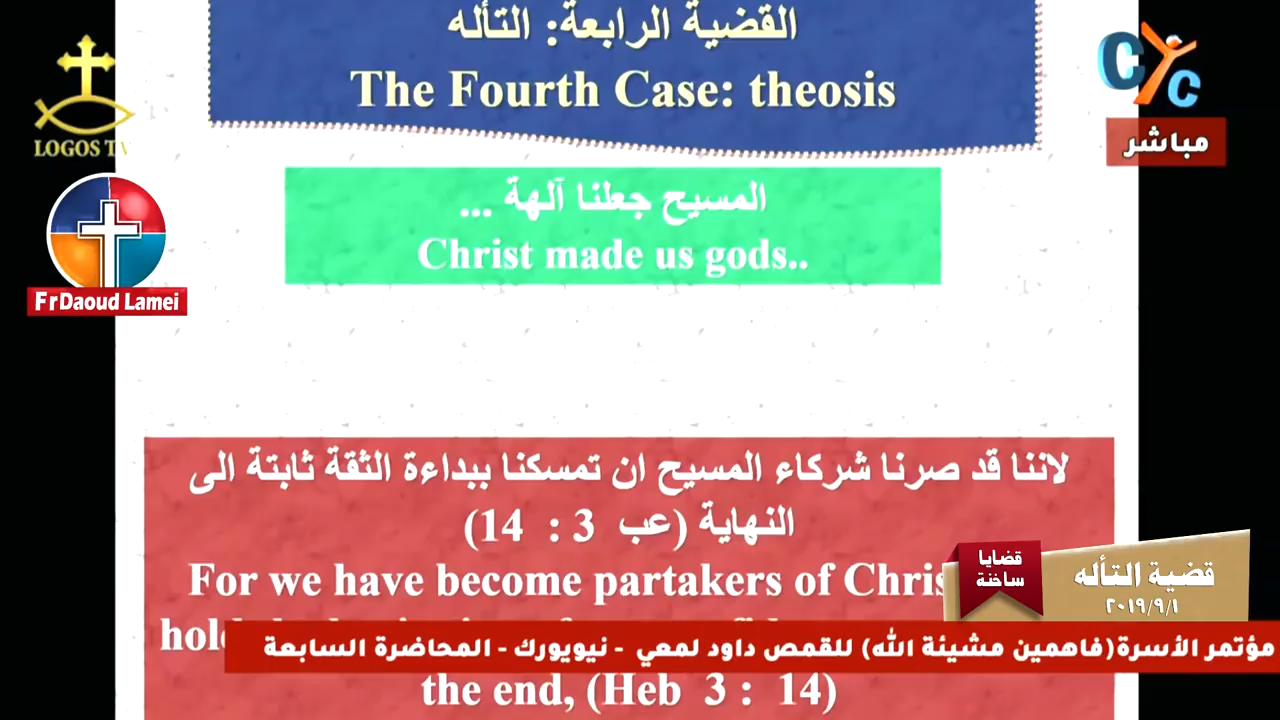 القضية الرابعة: التأله
The Fourth Case: theosis
CYC
مباشر
LOGOS TV
المسيح جعلنا آلهة ...
Christ made us gods..
FrDaoud Lamei
لاننا قد صرنا شركاء المسيح ان تمسكنا ببداءة الثقة ثابتة الى
النهاية (عب 3 : 14)
For we have become partakers of
the end, (Heb 3 : 14)
قضايا
ساخنة
قضية التأله
٢٠١٩/٩/١
مؤتمر الأسرة(فاهمين مشيئة الله) للقمص داود لمعي - نيويورك - المحاضرة السابعة